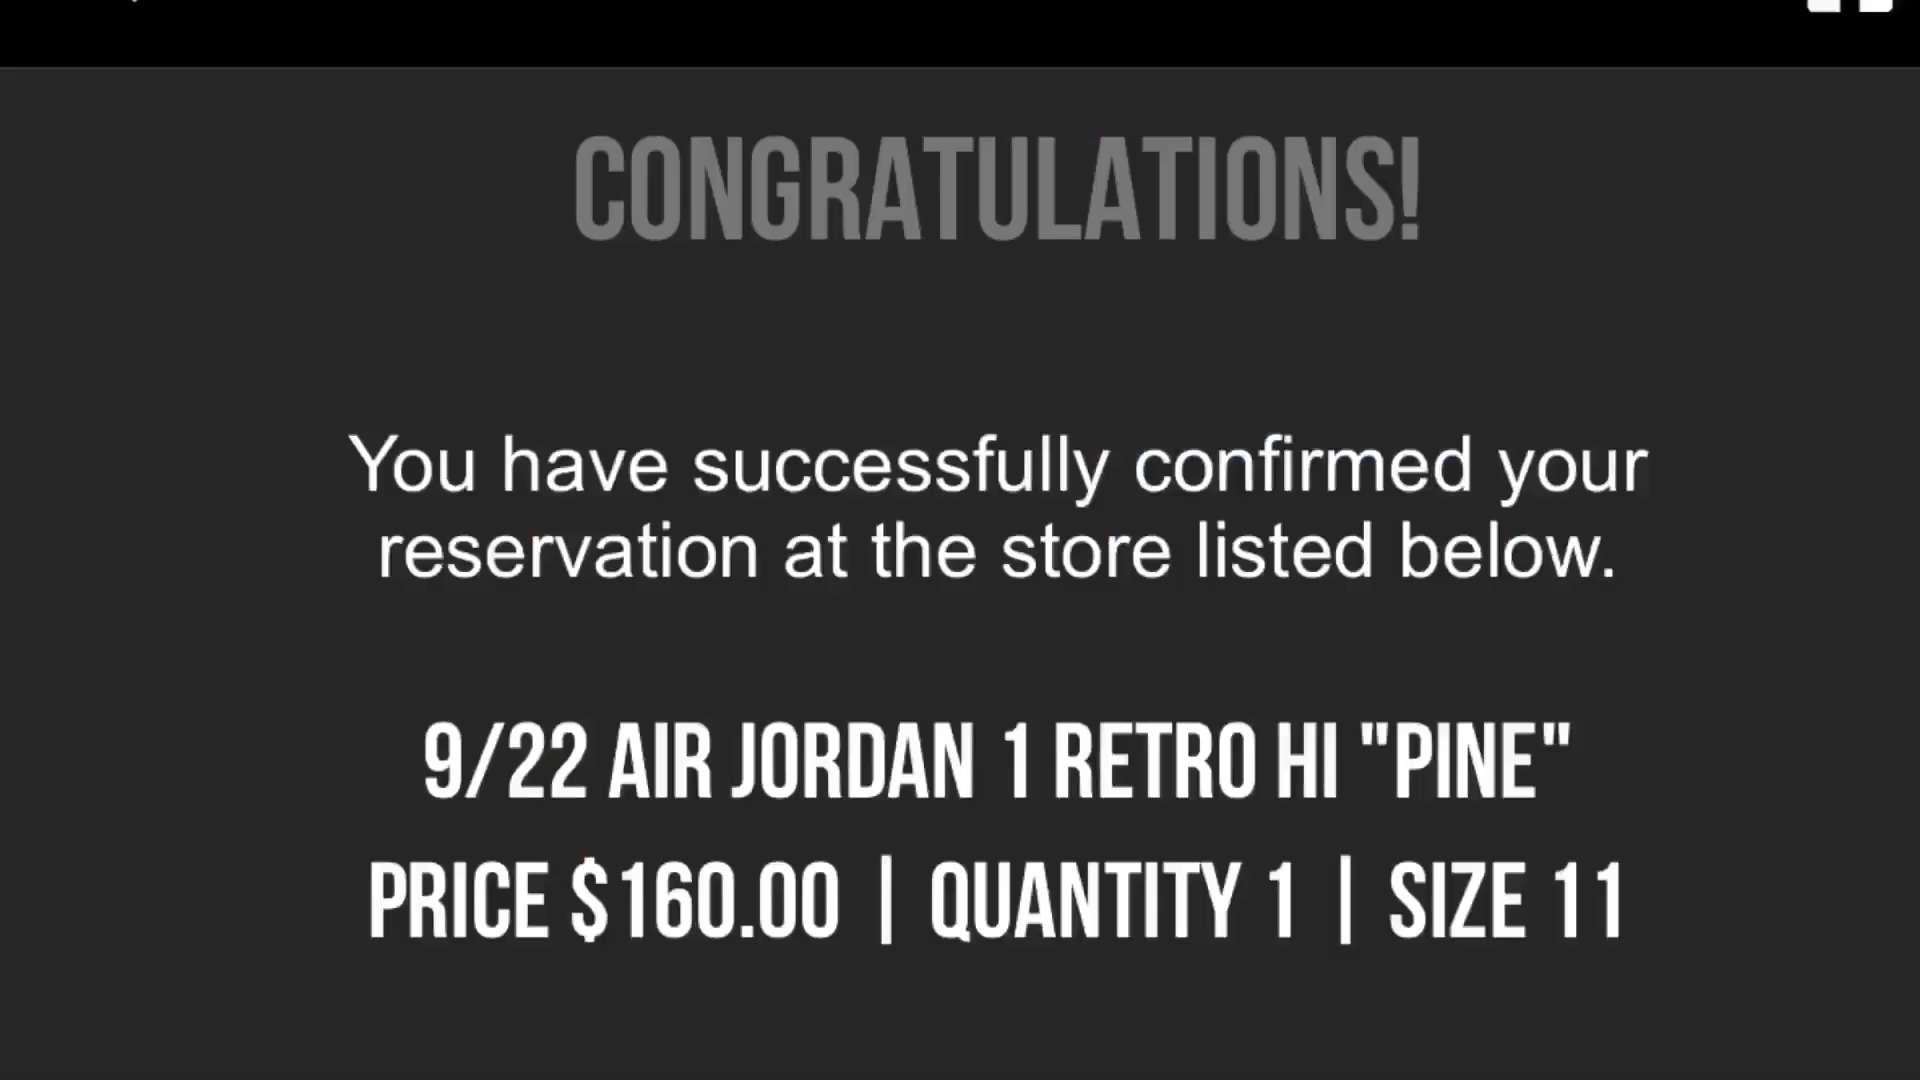 CONGRATULATIONS!
You have successfully confirmed your
reservation at the store listed below.
9/22 AIR JORDAN 1 RETRO HI "PINE"
PRICE $160.00 | QUANTITY 1 | SIZE 11